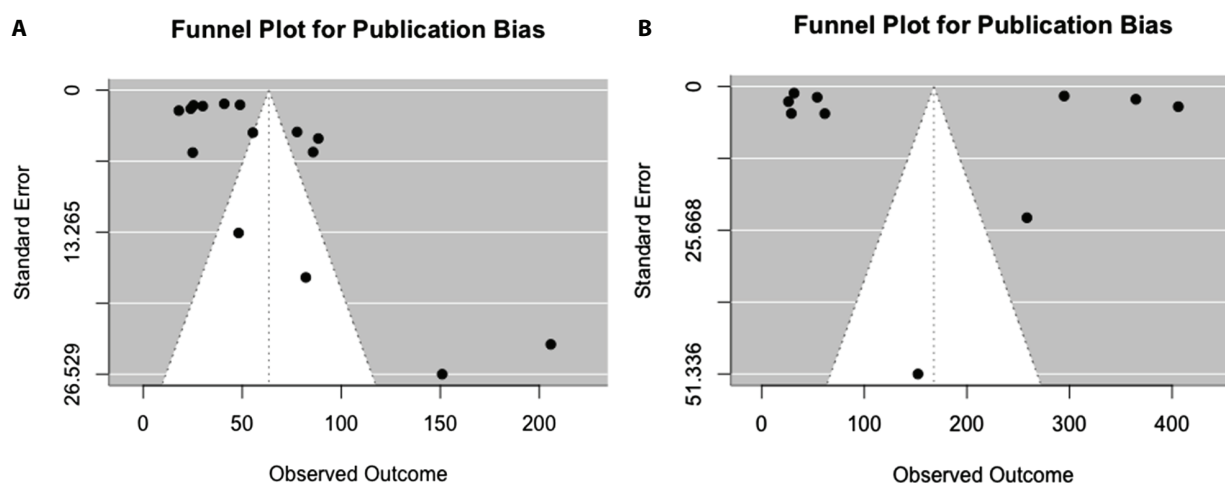 A
Funnel Plot for Publication Bias
Standard Error
0
13.265
26.529
0 50 100 150 200
Observed Outcome
B
Funnel Plot for Publication Bias
Standard Error
0
25.668
51.336
0 100 200 300 400
Observed Outcome